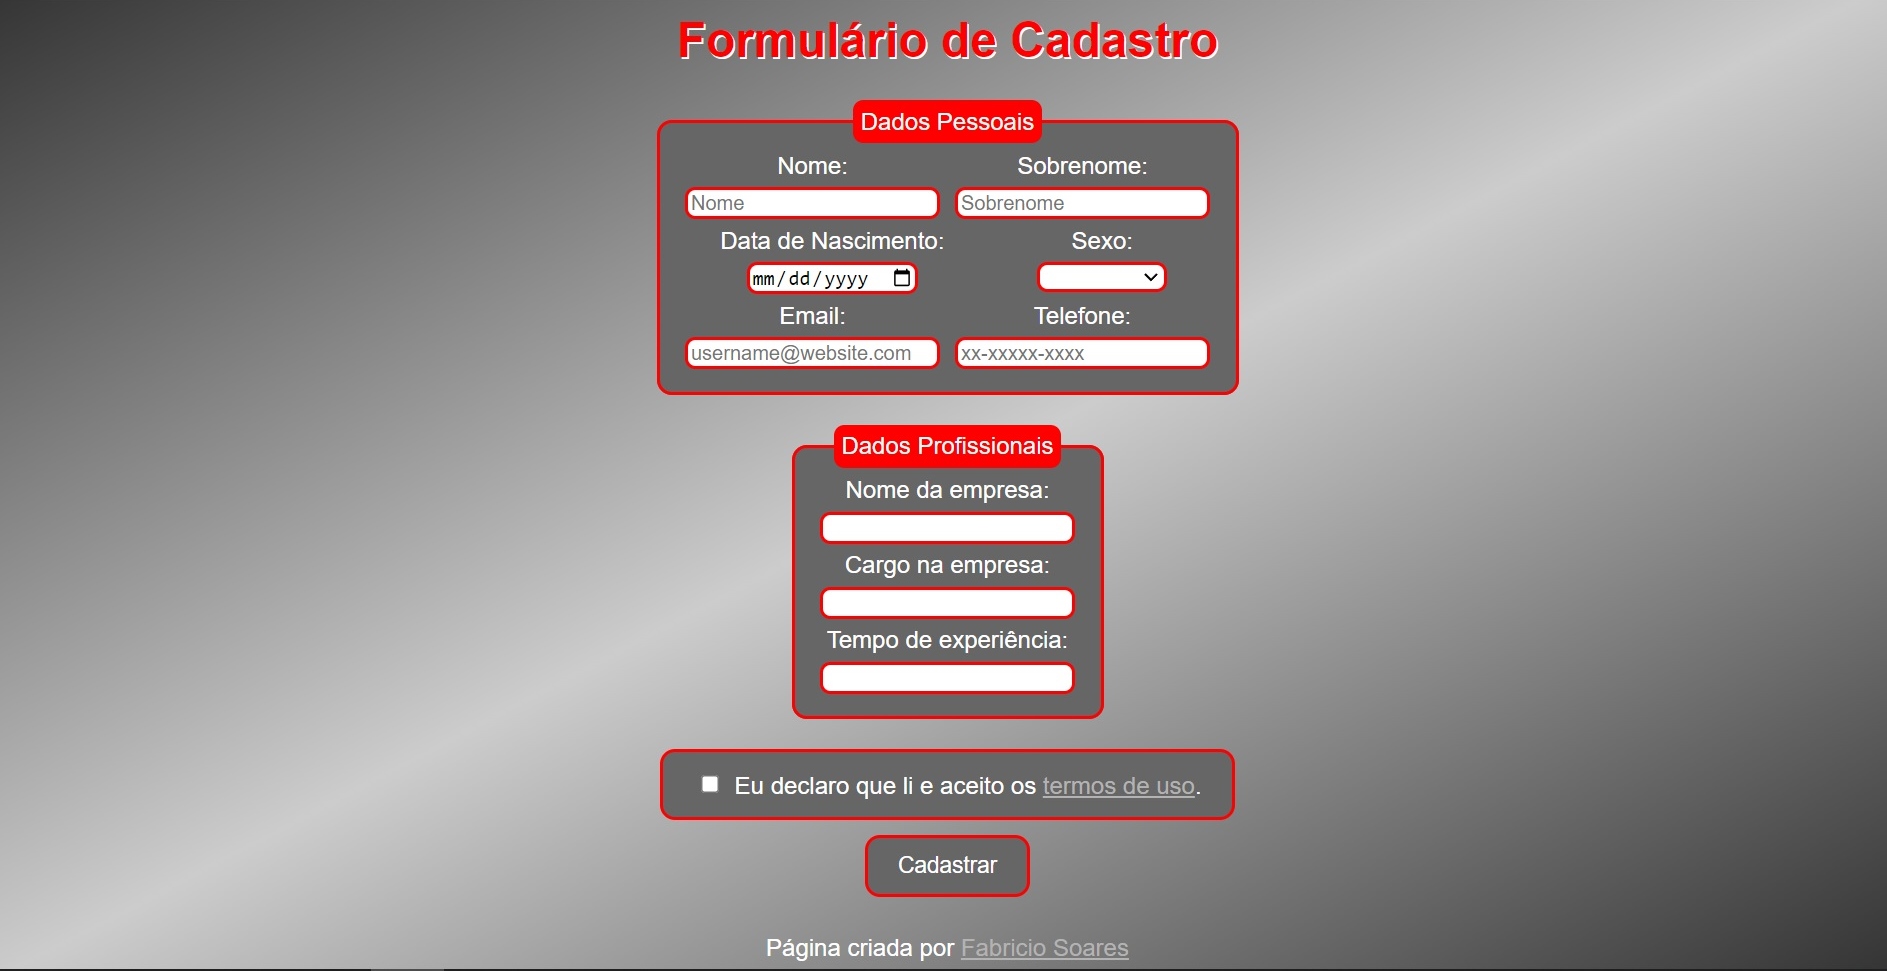 Formulário de Cadastro
Dados Pessoais
Nome: Sobrenome:
Nome Sobrenome
Data de Nascimento: Sexo:
mm/dd/yyyy
Email: Telefone:
username@website.com xx-xxxxx-xxxx
Dados Profissionais
Nome da empresa:
Cargo na empresa:
Tempo de experiência:
Eu declaro que li e aceito os termos de uso.
Cadastrar
Página criada por Fabricio Soares